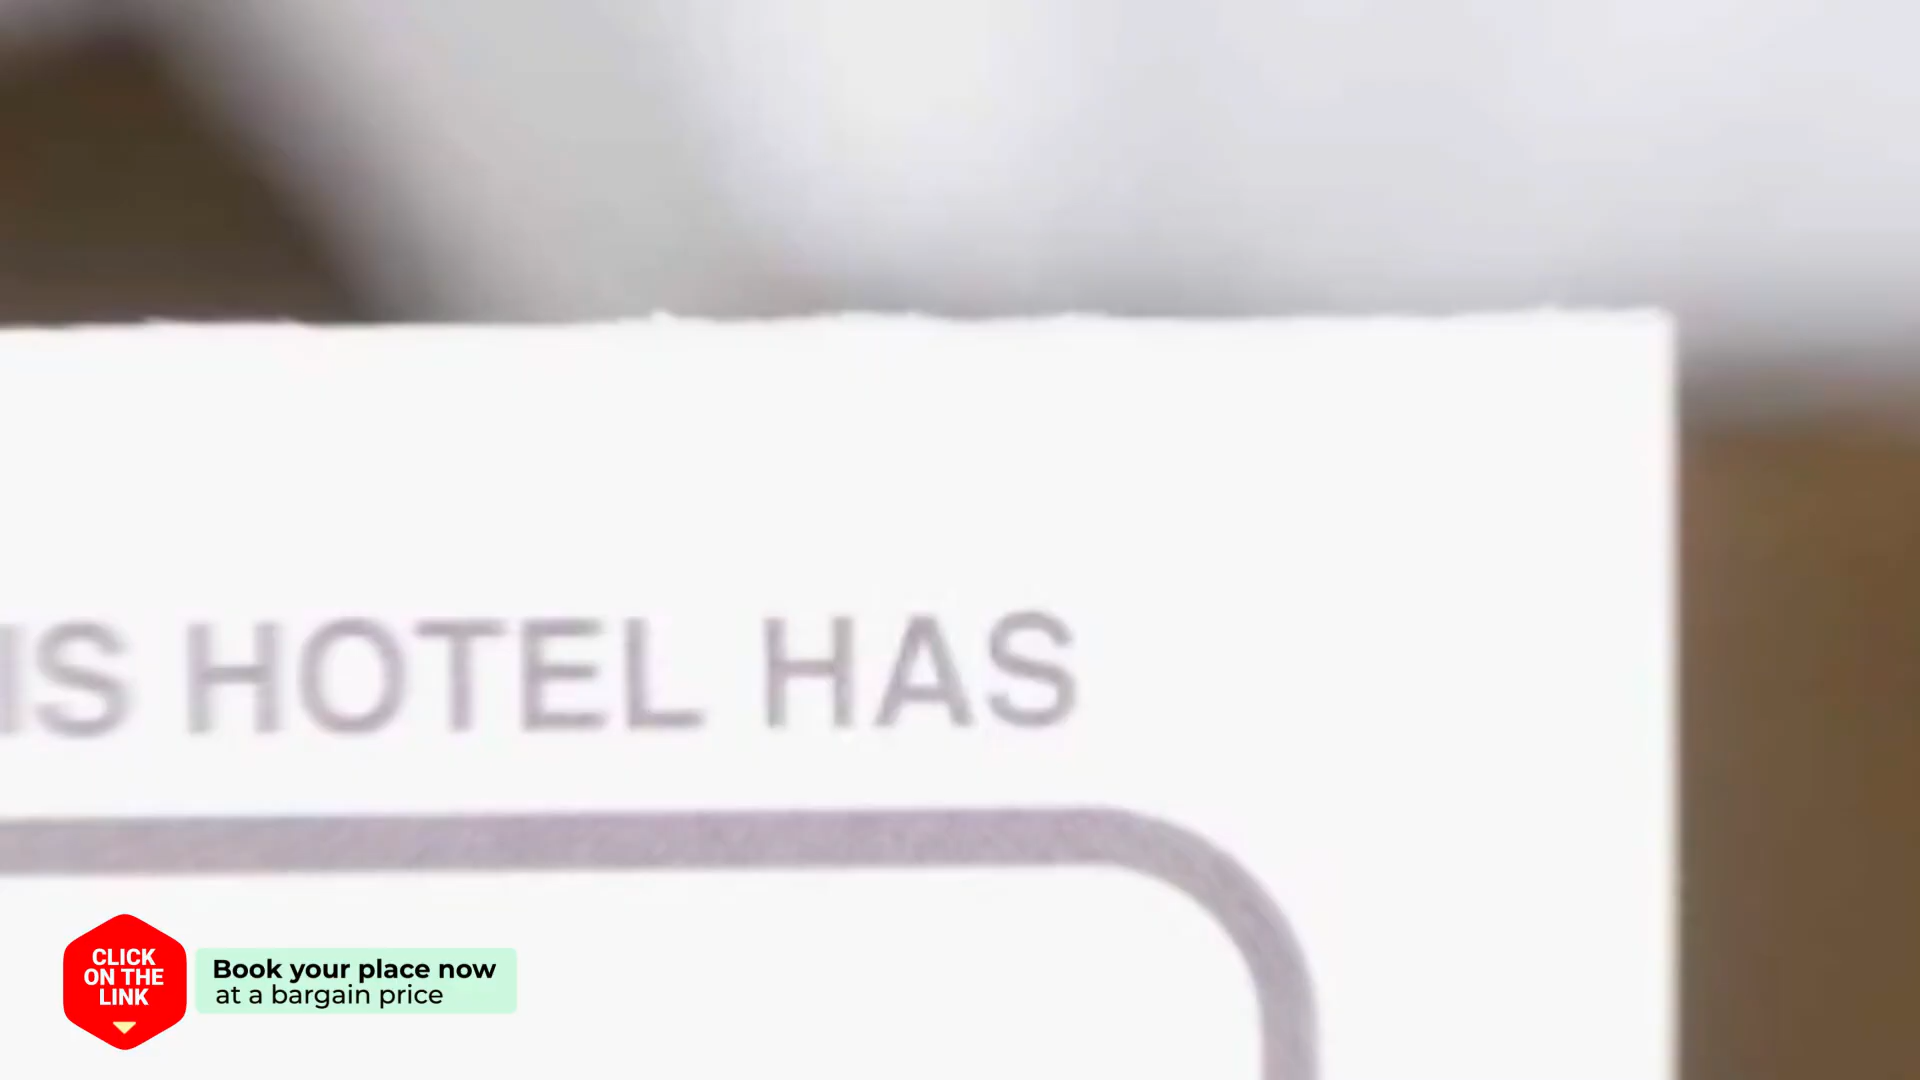 IS HOTEL HAS
CLICK
ON THE
LINK
Book your place now
at a bargain price